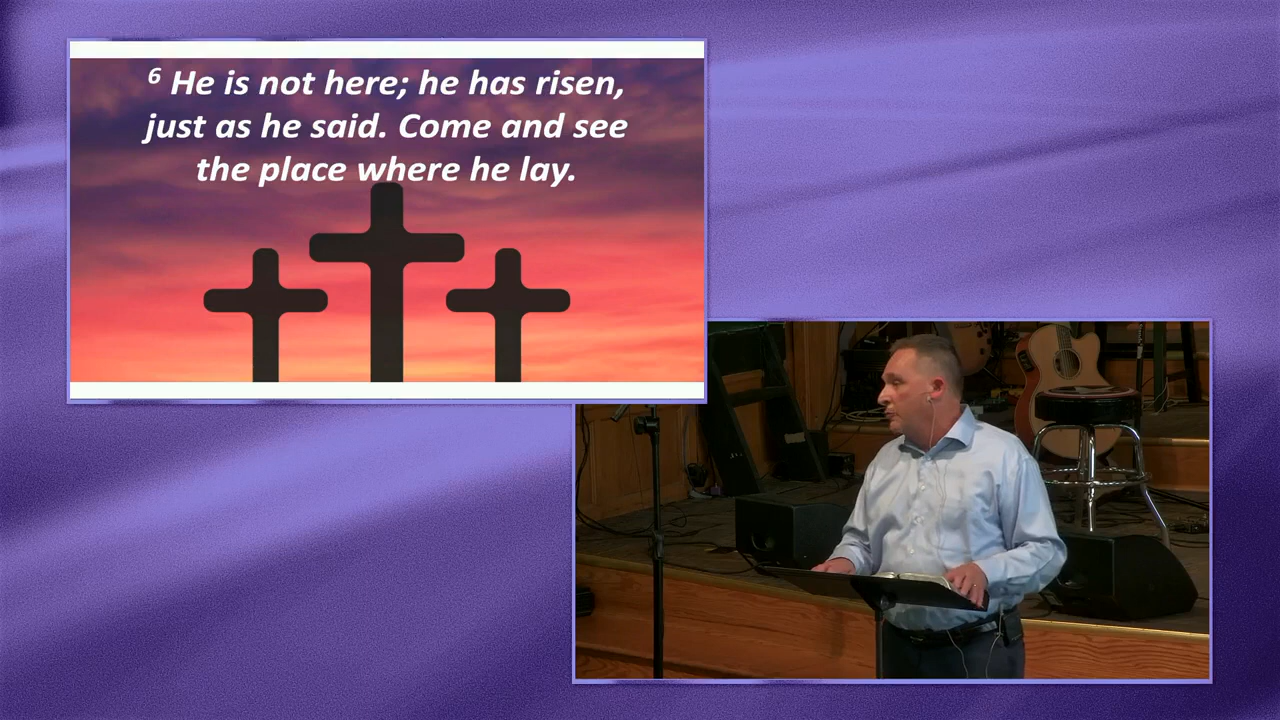 ⁶ He is not here; he has risen,
just as he said. Come and see
the place where he lay.